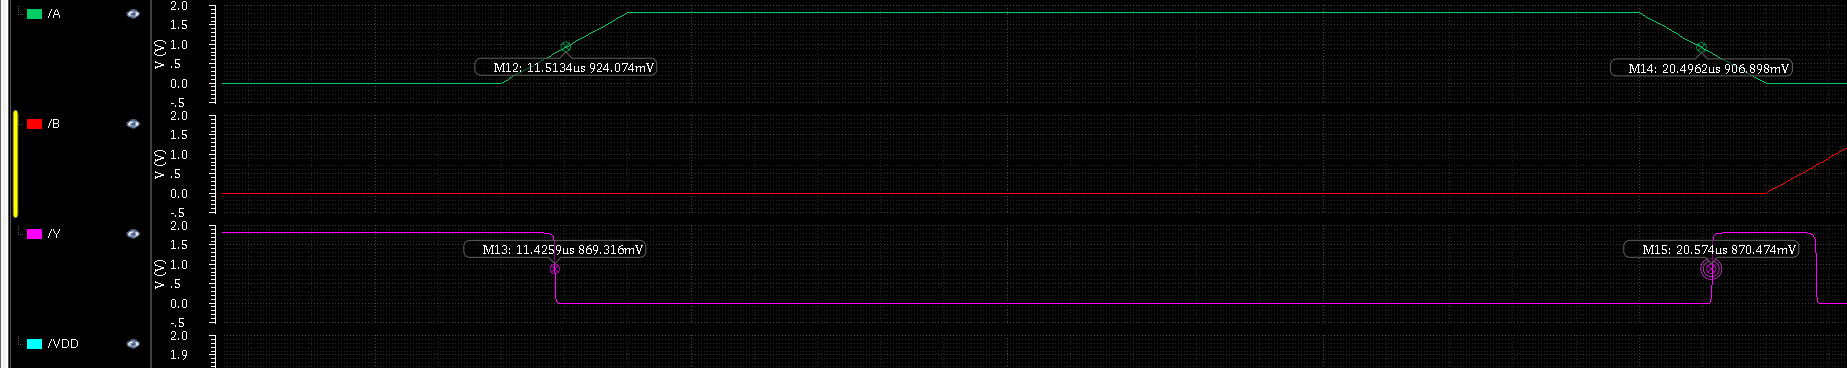 /A
V (V)
2.0
1.5
1.0
.5
0.0
-.5
M12: 11.5134us 924.074mV
M14: 20.4962us 906.898mV
/B
V (V)
2.0
1.5
1.0
.5
0.0
-.5
/Y
V (V)
2.0
1.5
1.0
.5
0.0
-.5
M13: 11.4259us 869.316mV
M15: 20.574us 870.474mV
/VDD
2.0
1.9